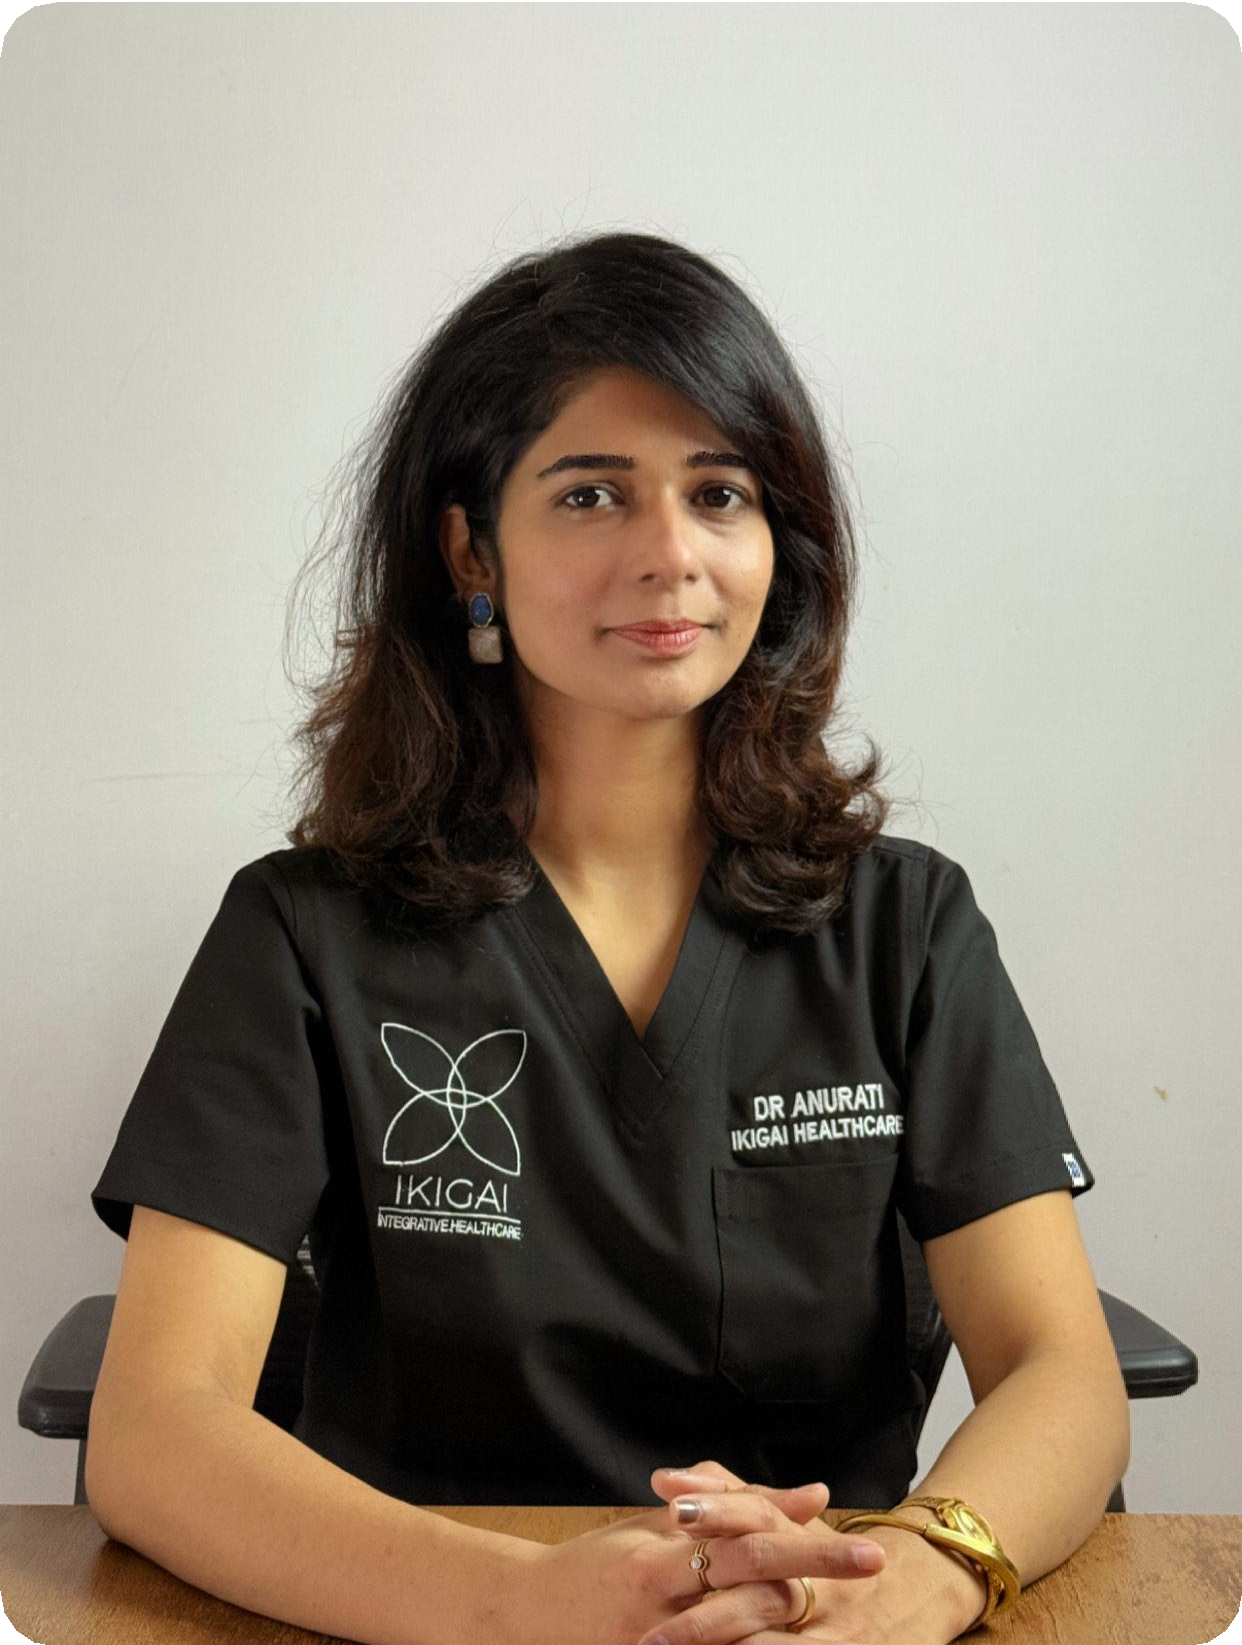 IKIGAI
INTEGRATIVE HEALTHCARE
DR ANURATI
IKIGAI HEALTHCARE